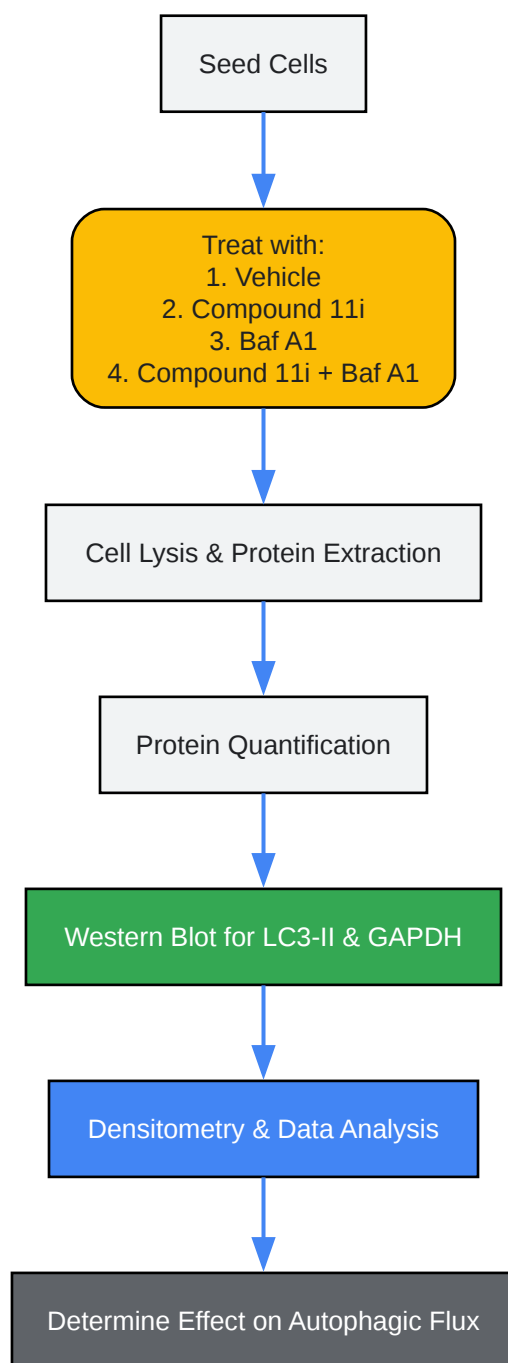 Seed Cells
Treat with:
1. Vehicle
2. Compound 11i
3. Baf A1
4. Compound 11i + Baf A1
Cell Lysis & Protein Extraction
Protein Quantification
Western Blot for LC3-II & GAPDH
Densitometry & Data Analysis
Determine Effect on Autophagic Flux